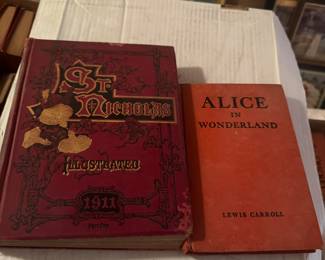 St
Nicholas
Illustrated
1911
ALICE
IN
WONDERLAND
LEWIS CARROLL